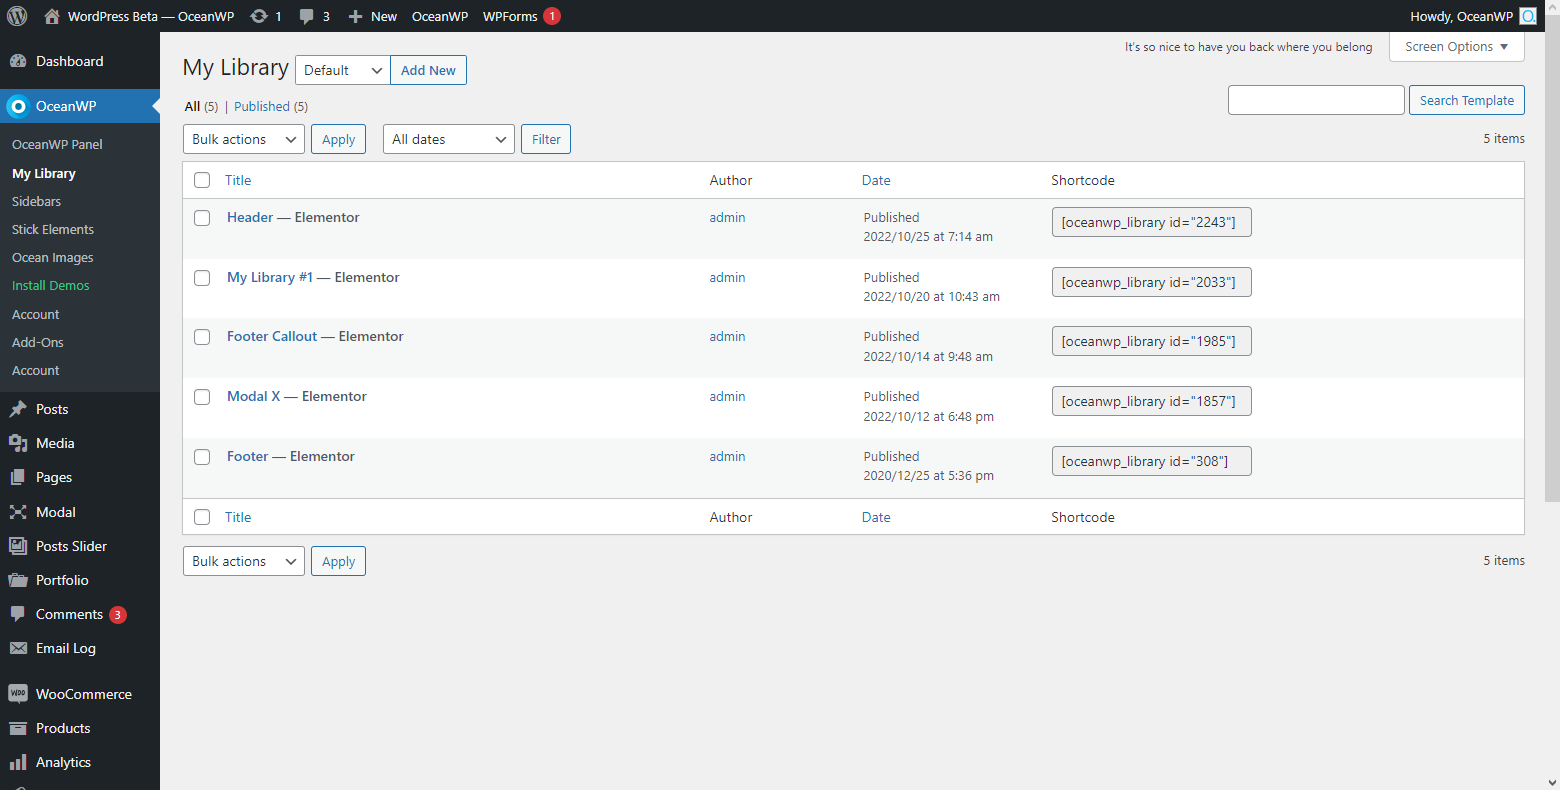 WordPress Beta — OceanWP 1 3 New OceanWP WPForms 1 Howdy, OceanWP
Dashboard
OceanWP
OceanWP Panel
My Library
Sidebars
Stick Elements
Ocean Images
Install Demos
Account
Add-Ons
Account
Posts
Media
Pages
Modal
Posts Slider
Portfolio
Comments 3
Email Log
WooCommerce
Products
Analytics
It's so nice to have you back where you belong
Screen Options
My Library Default Add New
All (5) | Published (5)
Search Template
Bulk actions Apply All dates Filter 5 items
Title Author Date Shortcode
Header — Elementor admin Published [oceanwp_library id="2243"]
2022/10/25 at 7:14 am
My Library #1 — Elementor admin Published [oceanwp_library id="2033"]
2022/10/20 at 10:43 am
Footer Callout — Elementor admin Published [oceanwp_library id="1985"]
2022/10/14 at 9:48 am
Modal X — Elementor admin Published [oceanwp_library id="1857"]
2022/10/12 at 6:48 pm
Footer — Elementor admin Published [oceanwp_library id="308"]
2020/12/25 at 5:36 pm
Title Author Date Shortcode
Bulk actions Apply 5 items